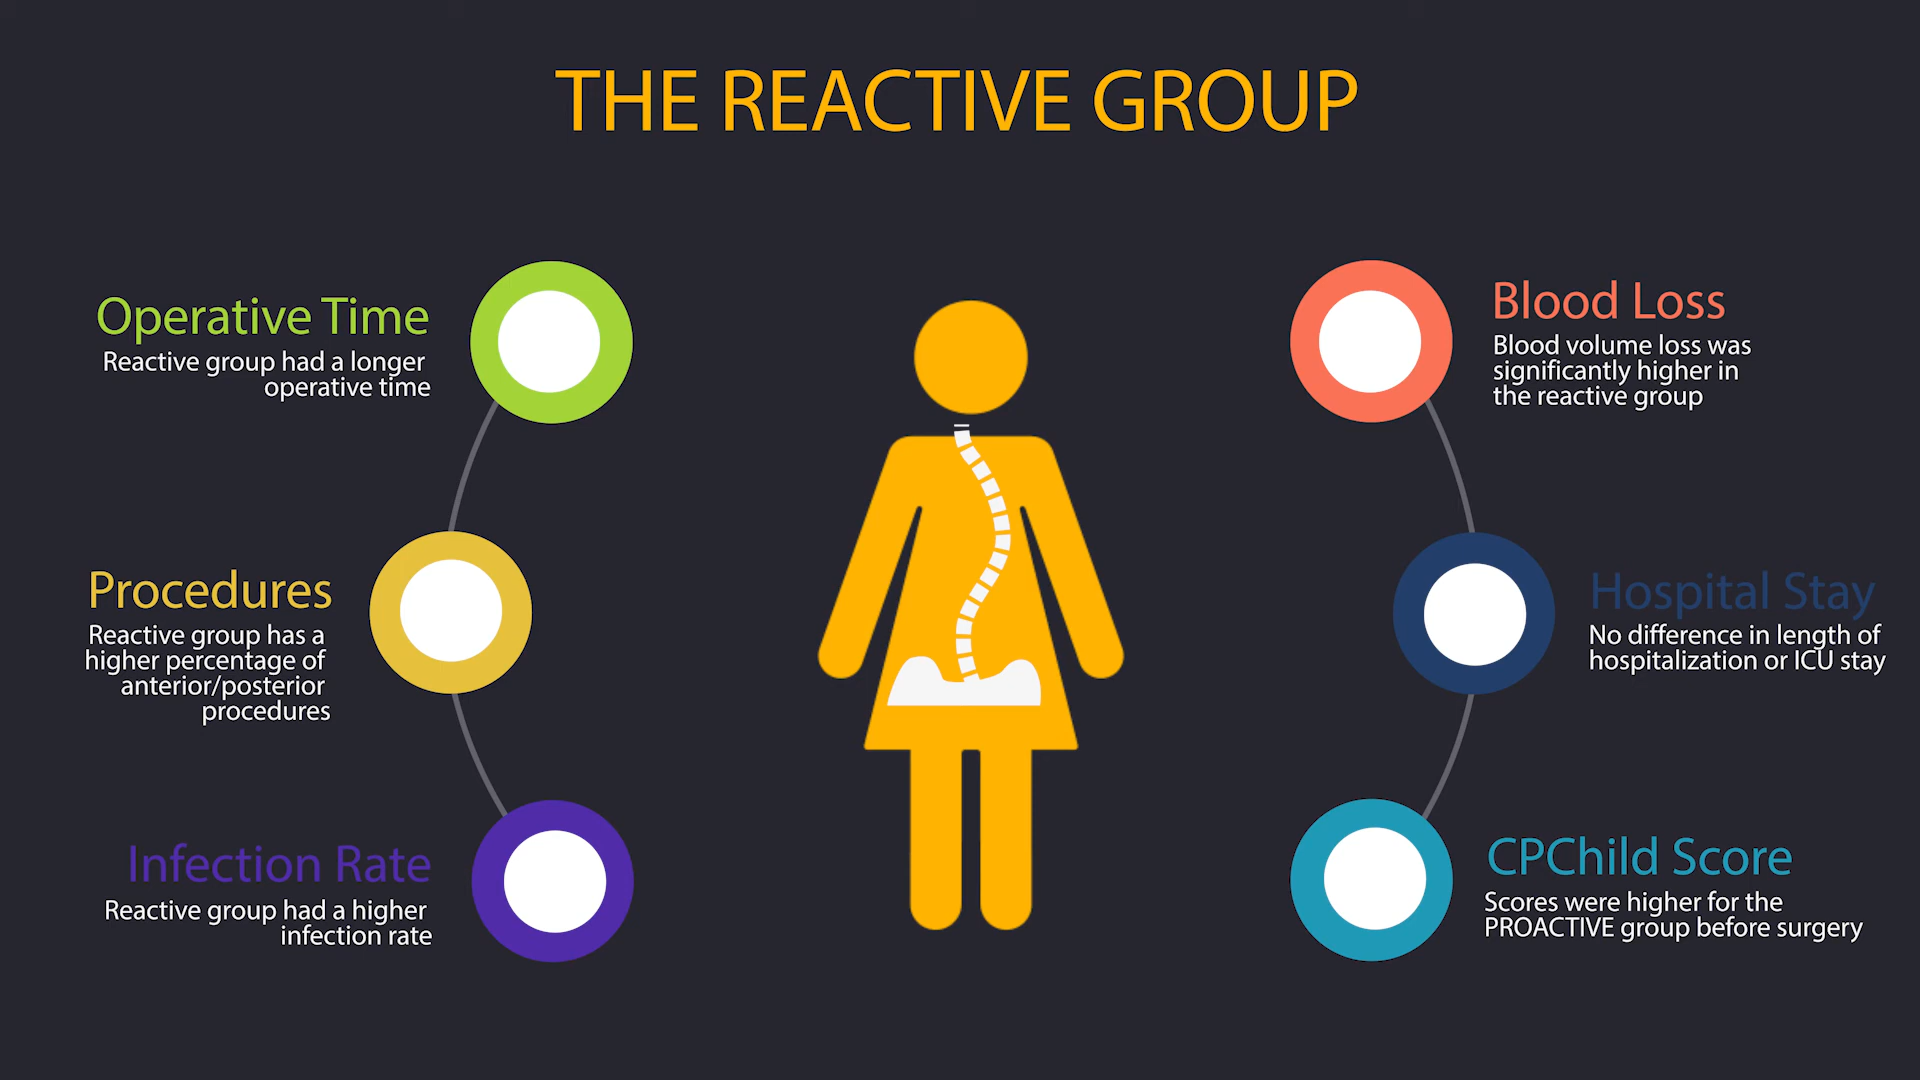 THE REACTIVE GROUP
Operative Time
Reactive group had a longer
operative time
Procedures
Reactive group has a
higher percentage of
anterior/posterior
procedures
Infection Rate
Reactive group had a higher
infection rate
Blood Loss
Blood volume loss was
significantly higher in
the reactive group
Hospital Stay
No difference in length of
hospitalization or ICU stay
CPChild Score
Scores were higher for the
PROACTIVE group before surgery